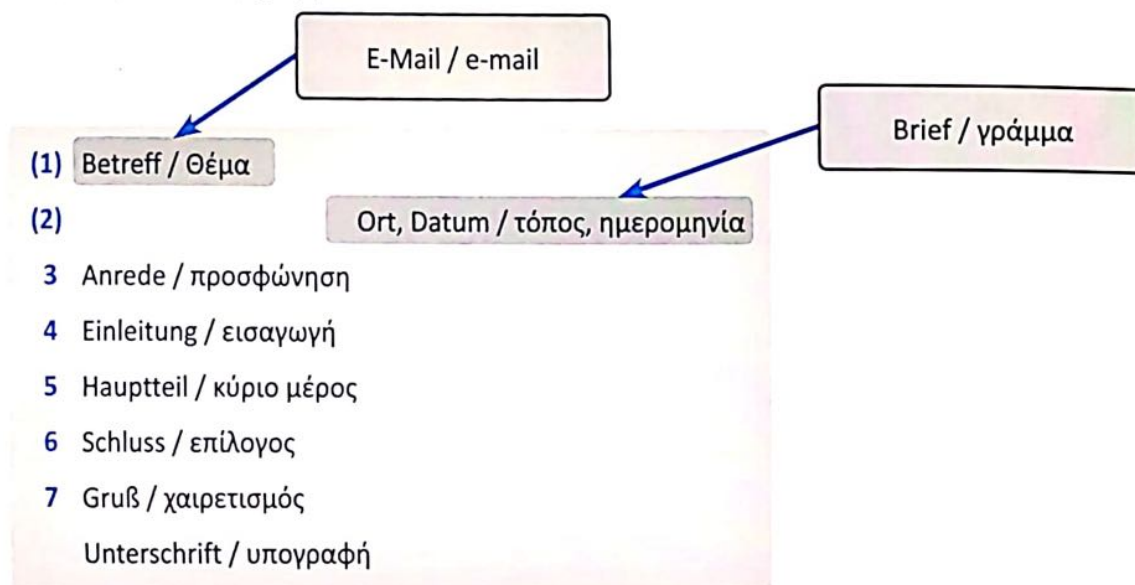 E-Mail / e-mail
Brief / γράμμα
(1) Betreff / Θέμα
(2) Ort, Datum / τόπος, ημερομηνία
3 Anrede / προσφώνηση
4 Einleitung / εισαγωγή
5 Hauptteil / κύριο μέρος
6 Schluss / επίλογος
7 Gruß / χαιρετισμός
Unterschrift / υπογραφή